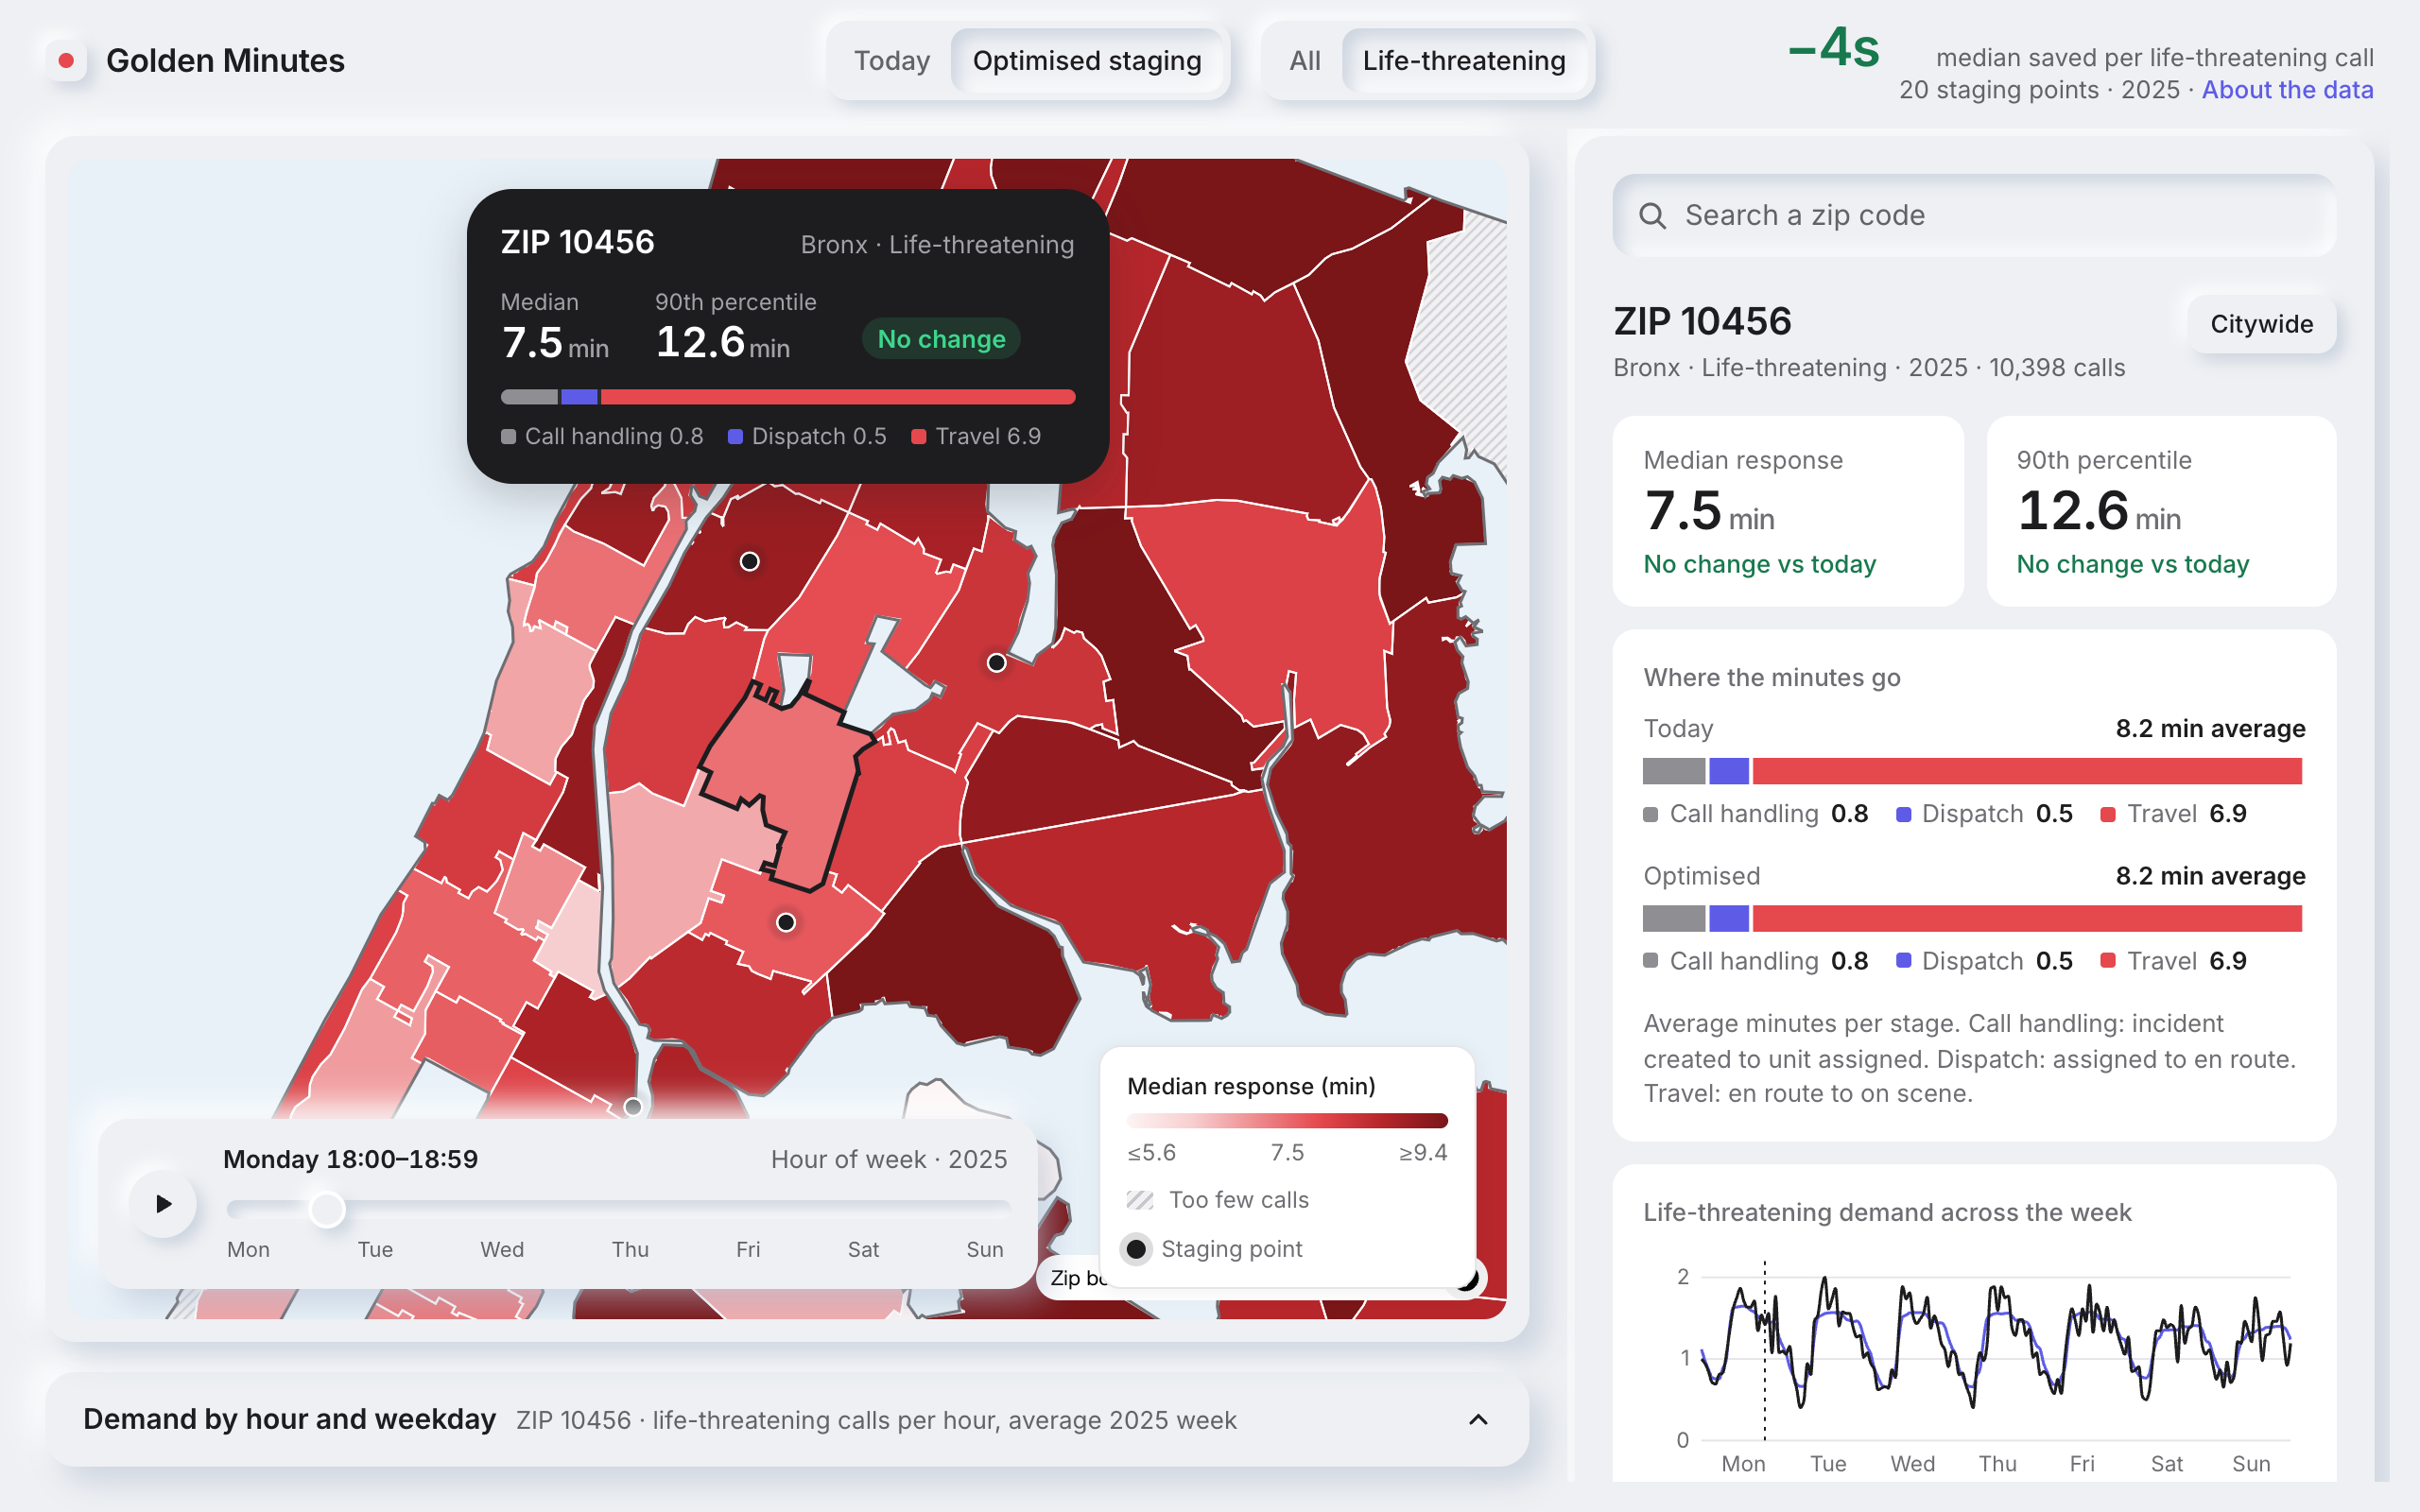 Golden Minutes
Today
Optimised staging
All
Life-threatening
−4s median saved per life-threatening call
20 staging points · 2025 · About the data
ZIP 10456
Bronx · Life-threatening
Median
90th percentile
7.5 min
12.6 min
No change
Call handling 0.8
Dispatch 0.5
Travel 6.9
Monday 18:00–18:59
Hour of week · 2025
Mon Tue Wed Thu Fri Sat Sun
Median response (min)
≤5.6 7.5 ≥9.4
Too few calls
Staging point
Zip
Demand by hour and weekday
ZIP 10456 · life-threatening calls per hour, average 2025 week
Search a zip code
ZIP 10456
Citywide
Bronx · Life-threatening · 2025 · 10,398 calls
Median response
7.5 min
No change vs today
90th percentile
12.6 min
No change vs today
Where the minutes go
Today
8.2 min average
Call handling 0.8 Dispatch 0.5 Travel 6.9
Optimised
8.2 min average
Call handling 0.8 Dispatch 0.5 Travel 6.9
Average minutes per stage. Call handling: incident
created to unit assigned. Dispatch: assigned to en route.
Travel: en route to on scene.
Life-threatening demand across the week
2
1
0
Mon Tue Wed Thu Fri Sat Sun